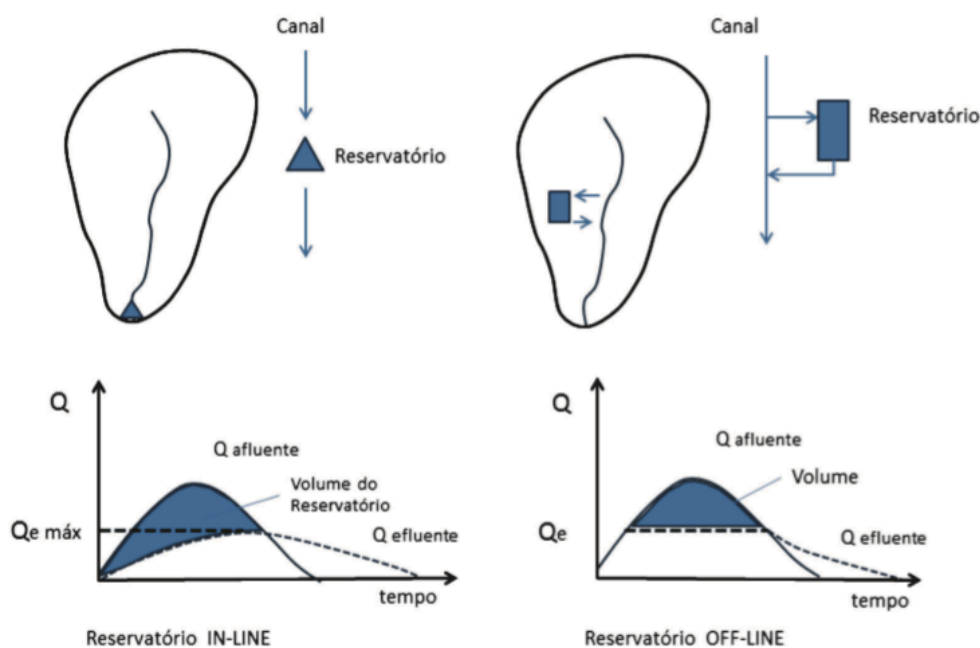 Canal
Reservatório
Canal
Reservatório
Q
Q afluente
Volume do
Reservatório
Qe máx
Q efluente
tempo
Reservatório IN-LINE
Q
Q afluente
Volume
Qe
Q efluente
tempo
Reservatório OFF-LINE